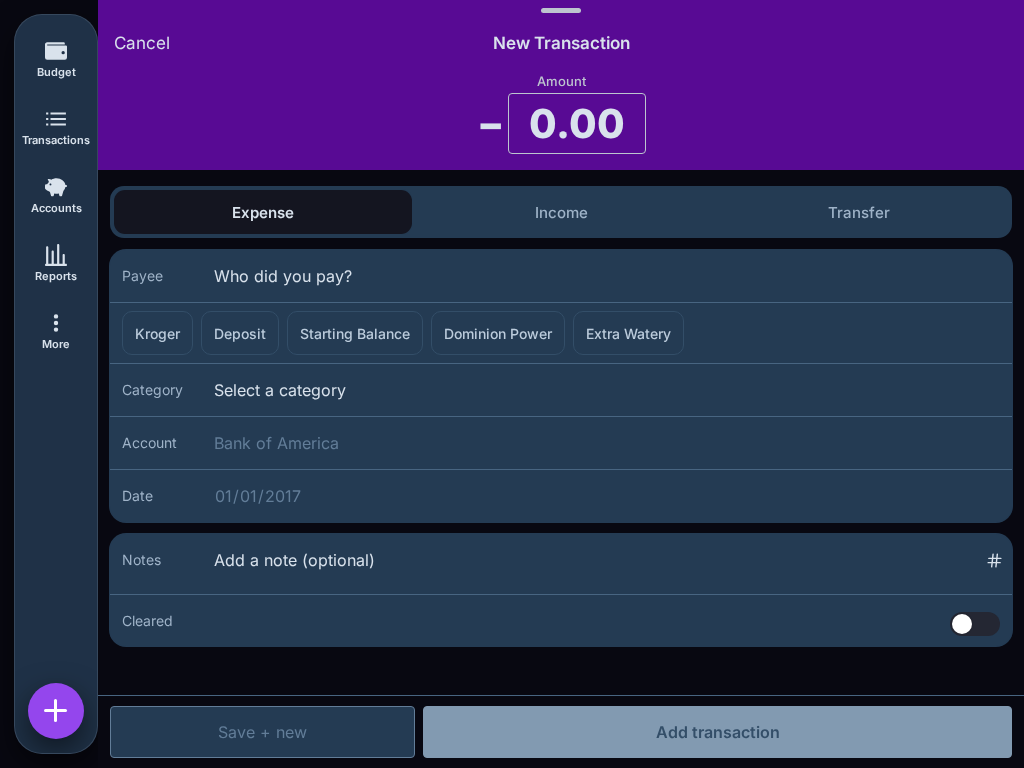 Budget
Transactions
Accounts
Reports
More
Cancel
New Transaction
Amount
– 0.00
Expense Income Transfer
Payee Who did you pay?
Kroger Deposit Starting Balance Dominion Power Extra Watery
Category Select a category
Account Bank of America
Date 01/01/2017
Notes Add a note (optional) #
Cleared
Save + new Add transaction